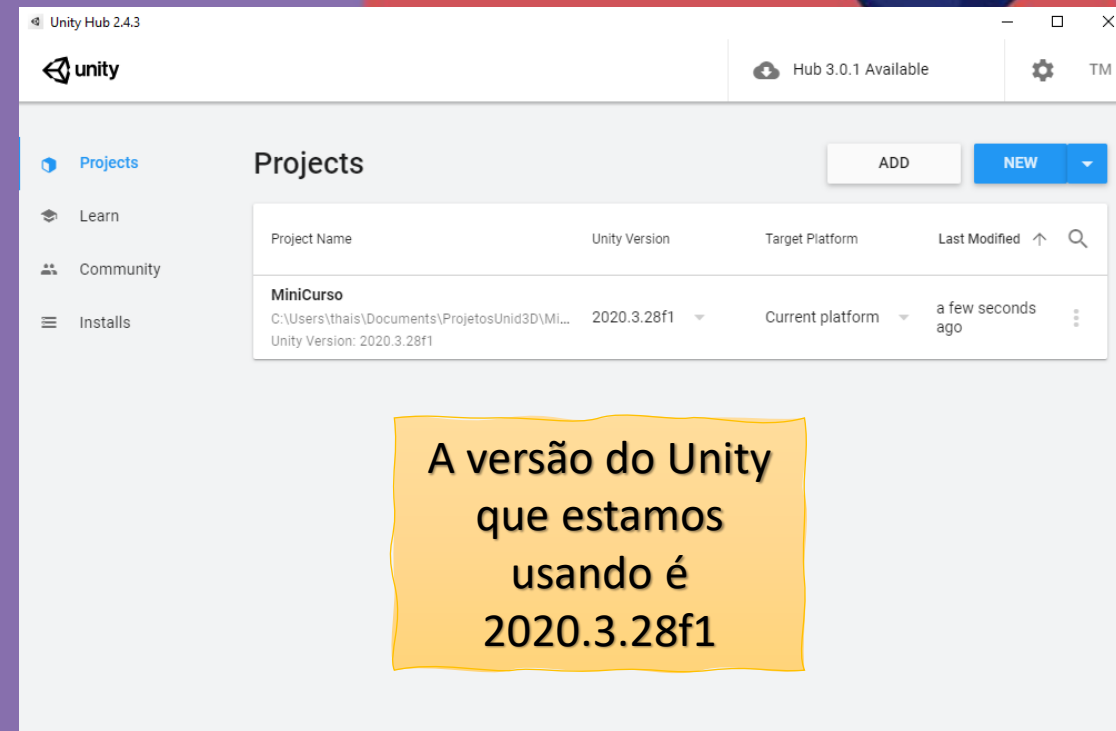 Unity Hub 2.4.3
unity
Hub 3.0.1 Available
TM
Projects
Learn
Community
Installs
Projects
ADD
NEW
Project Name
Unity Version
Target Platform
Last Modified
MiniCurso
C:\Users\thais\Documents\ProjetosUnid3D\Mi...
Unity Version: 2020.3.28f1
2020.3.28f1
Current platform
a few seconds
ago
A versão do Unity
que estamos
usando é
2020.3.28f1